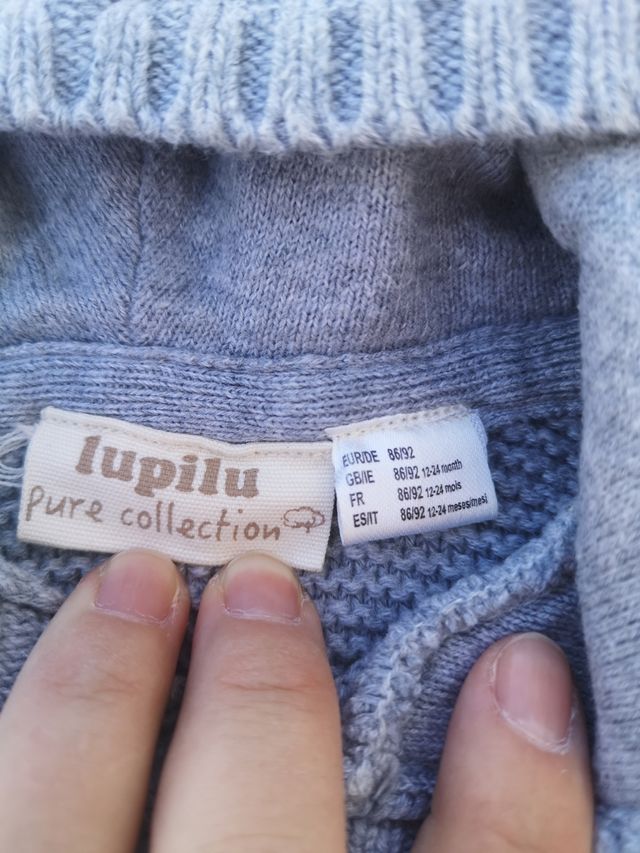 lupilu
pure collection
EUR/DE 86/92
GB/IE 86/92 12-24 month
FR 86/92 12-24 mois
ES/IT 86/92 12-24 meses/mesi